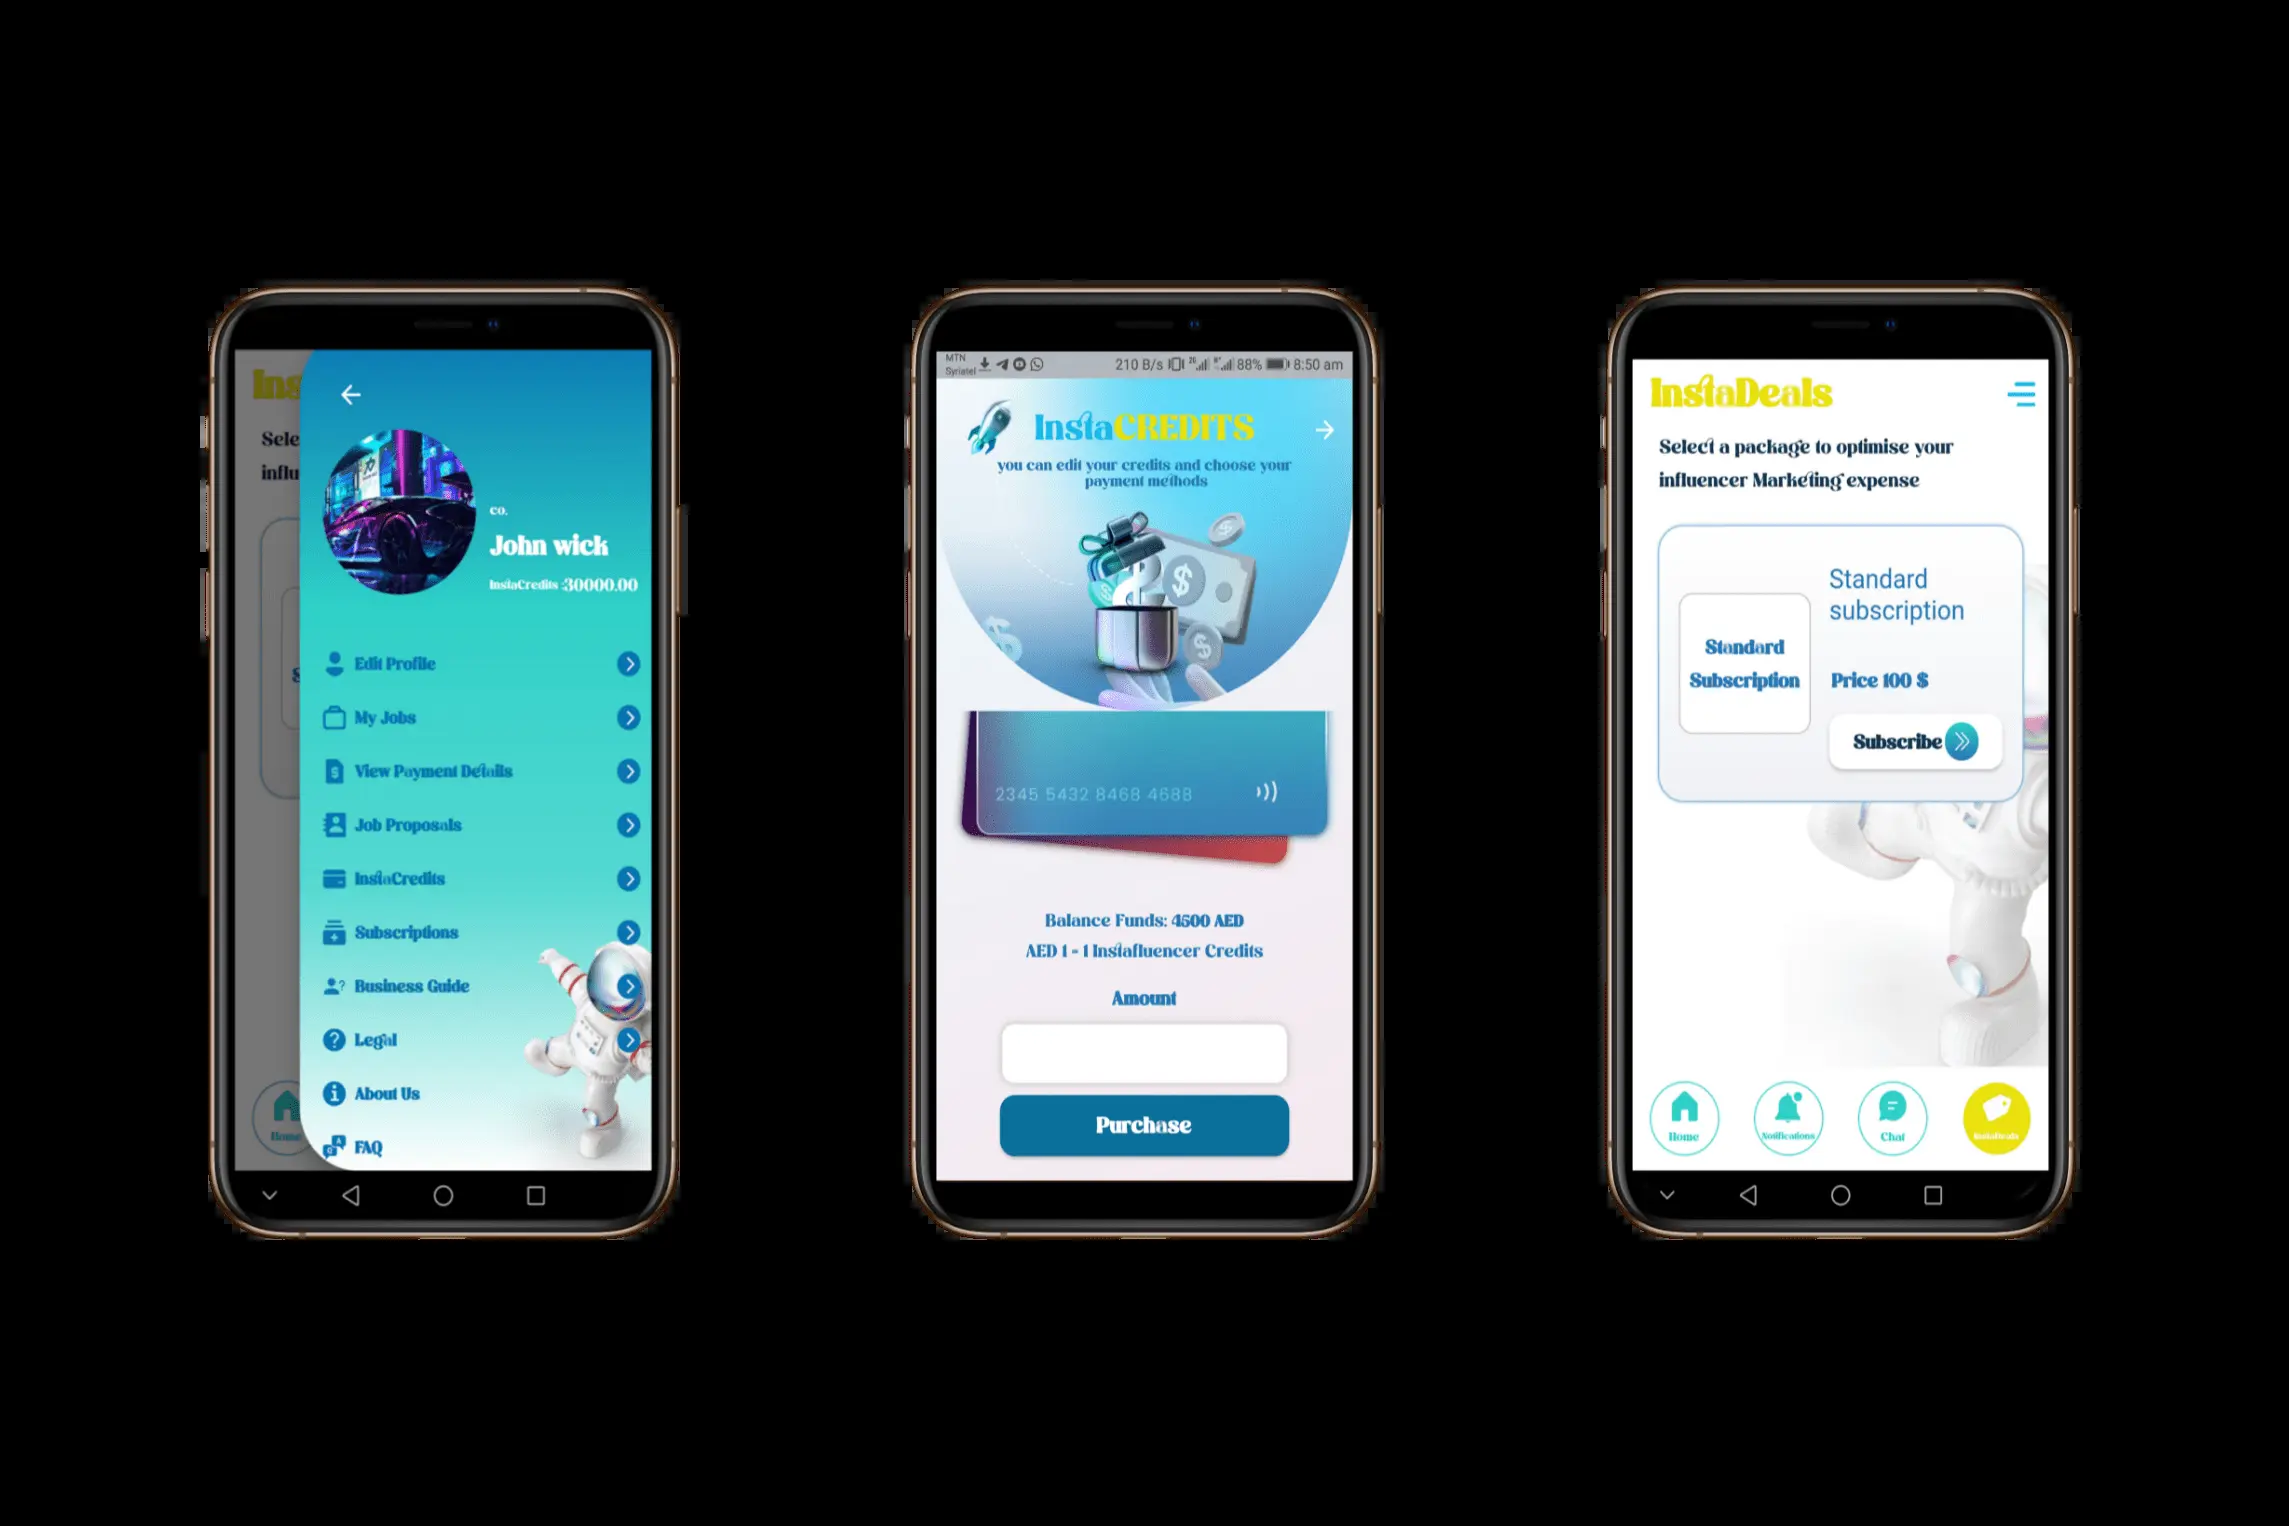 Ins
Sele
influ
S
Home
co.
John wick
InstaCredits :30000.00
Edit Profile
My Jobs
View Payment Details
Job Proposals
InstaCredits
Subscriptions
Business Guide
Legal
About Us
FAQ
MTN
Syriatel
210 B/s
88%
8:50 am
InstaCREDITS
you can edit your credits and choose your
payment methods
2345 5432 8468 4688
Balance Funds: 4500 AED
AED 1 = 1 Instafluencer Credits
Amount
Purchase
InstaDeals
Select a package to optimise your
influencer Marketing expense
Standard
Subscription
Standard
subscription
Price 100 $
Subscribe
Home
Notifications
Chat